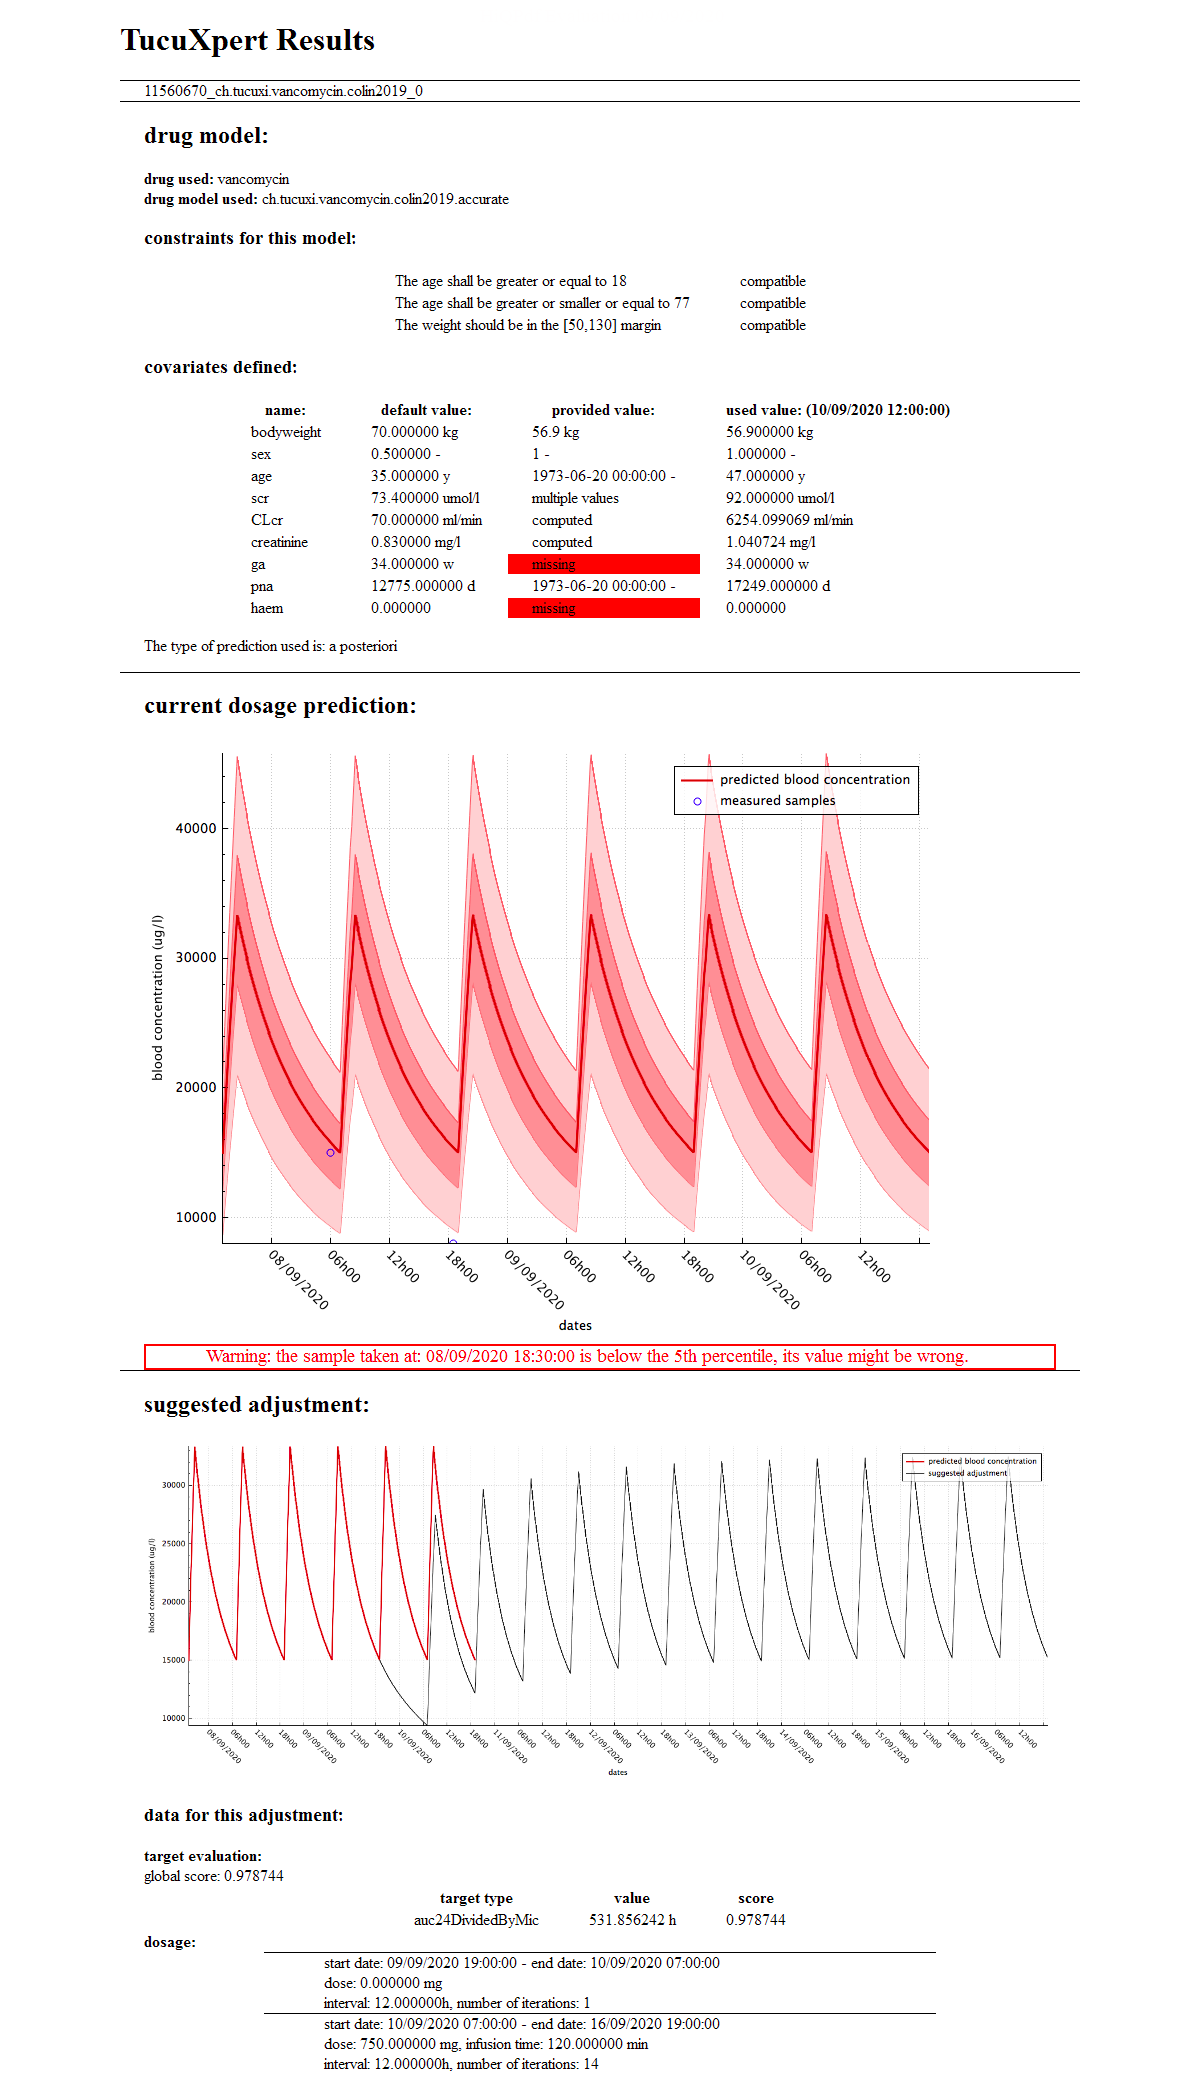 TucuXpert Results
11560670_ch.tucuxi.vancomycin.colin2019_0
drug model:
drug used: vancomycin
drug model used: ch.tucuxi.vancomycin.colin2019.accurate
constraints for this model:
The age shall be greater or equal to 18 compatible
The age shall be greater or smaller or equal to 77 compatible
The weight should be in the [50,130] margin compatible
covariates defined:
name: default value: provided value: used value: (10/09/2020 12:00:00)
bodyweight 70.000000 kg 56.9 kg 56.900000 kg
sex 0.500000 - 1 - 1.000000 -
age 35.000000 y 1973-06-20 00:00:00 - 47.000000 y
scr 73.400000 umol/l multiple values 92.000000 umol/l
CLcr 70.000000 ml/min computed 6254.099069 ml/min
creatinine 0.830000 mg/l computed 1.040724 mg/l
ga 34.000000 w missing 34.000000 w
pna 12775.000000 d 1973-06-20 00:00:00 - 17249.000000 d
haem 0.000000 missing 0.000000
The type of prediction used is: a posteriori
current dosage prediction:
predicted blood concentration
measured samples
40000
30000
20000
10000
blood concentration (ug/l)
08/09/2020 06h00 12h00 18h00 09/09/2020 06h00 12h00 18h00 10/09/2020 06h00 12h00
dates
Warning: the sample taken at: 08/09/2020 18:30:00 is below the 5th percentile, its value might be wrong.
suggested adjustment:
predicted blood concentration
suggested adjustment
30000
25000
20000
15000
10000
blood concentration (ug/l)
08/09/2020 06h00 12h00 18h00 09/09/2020 06h00 12h00 18h00 10/09/2020 06h00 12h00 18h00 11/09/2020 06h00 12h00 18h00 12/09/2020 06h00 12h00 18h00 13/09/2020 06h00 12h00 18h00 14/09/2020 06h00 12h00 18h00 15/09/2020 06h00 12h00 18h00 16/09/2020 06h00 12h00
dates
data for this adjustment:
target evaluation:
global score: 0.978744
target type value score
auc24DividedByMic 531.856242 h 0.978744
dosage:
start date: 09/09/2020 19:00:00 - end date: 10/09/2020 07:00:00
dose: 0.000000 mg
interval: 12.000000h, number of iterations: 1
start date: 10/09/2020 07:00:00 - end date: 16/09/2020 19:00:00
dose: 750.000000 mg, infusion time: 120.000000 min
interval: 12.000000h, number of iterations: 14